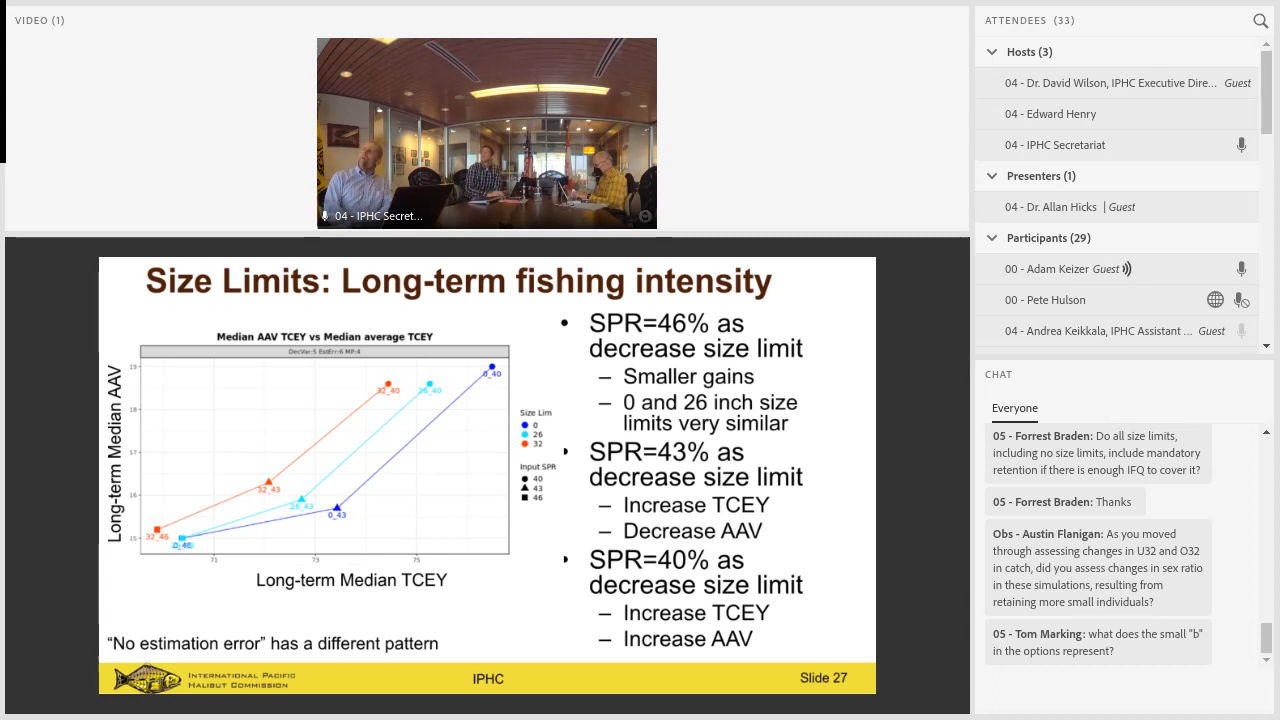 VIDEO (1)
04 - IPHC Secret...
Size Limits: Long-term fishing intensity
Median AAV TCEY vs Median average TCEY
DecVar:5 EstErr:6 MP:4
Long-term Median AAV
19
18
17
16
15
0_40
32_40
26_40
32_43
26_43
0_43
32_46
0_46
71
73
75
Long-term Median TCEY
Size Lim
0
26
32
Input SPR
40
43
46
• SPR=46% as
decrease size limit
– Smaller gains
– 0 and 26 inch size
limits very similar
• SPR=43% as
decrease size limit
– Increase TCEY
– Decrease AAV
• SPR=40% as
decrease size limit
– Increase TCEY
– Increase AAV
“No estimation error” has a different pattern
INTERNATIONAL PACIFIC
HALIBUT COMMISSION
IPHC
Slide 27
ATTENDEES (33)
Hosts (3)
04 - Dr. David Wilson, IPHC Executive Dire... Guest
04 - Edward Henry
04 - IPHC Secretariat
Presenters (1)
04 - Dr. Allan Hicks | Guest
Participants (29)
00 - Adam Keizer Guest
00 - Pete Hulson
04 - Andrea Keikkala, IPHC Assistant ... Guest
CHAT
Everyone
05 - Forrest Braden: Do all size limits,
including no size limits, include mandatory
retention if there is enough IFQ to cover it?
05 - Forrest Braden: Thanks
Obs - Austin Flanigan: As you moved
through assessing changes in U32 and O32
in catch, did you assess changes in sex ratio
in these simulations, resulting from
retaining more small individuals?
05 - Tom Marking: what does the small "b"
in the options represent?